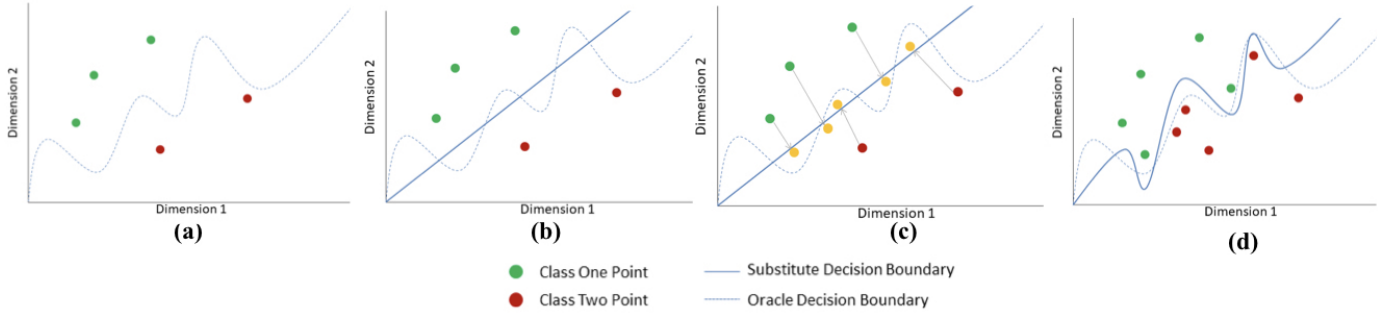 Dimension 2
Dimension 1
(a)
Dimension 2
Dimension 1
(b)
Dimension 2
Dimension 1
(c)
Dimension 2
Dimension 1
(d)
Class One Point
Substitute Decision Boundary
Class Two Point
Oracle Decision Boundary